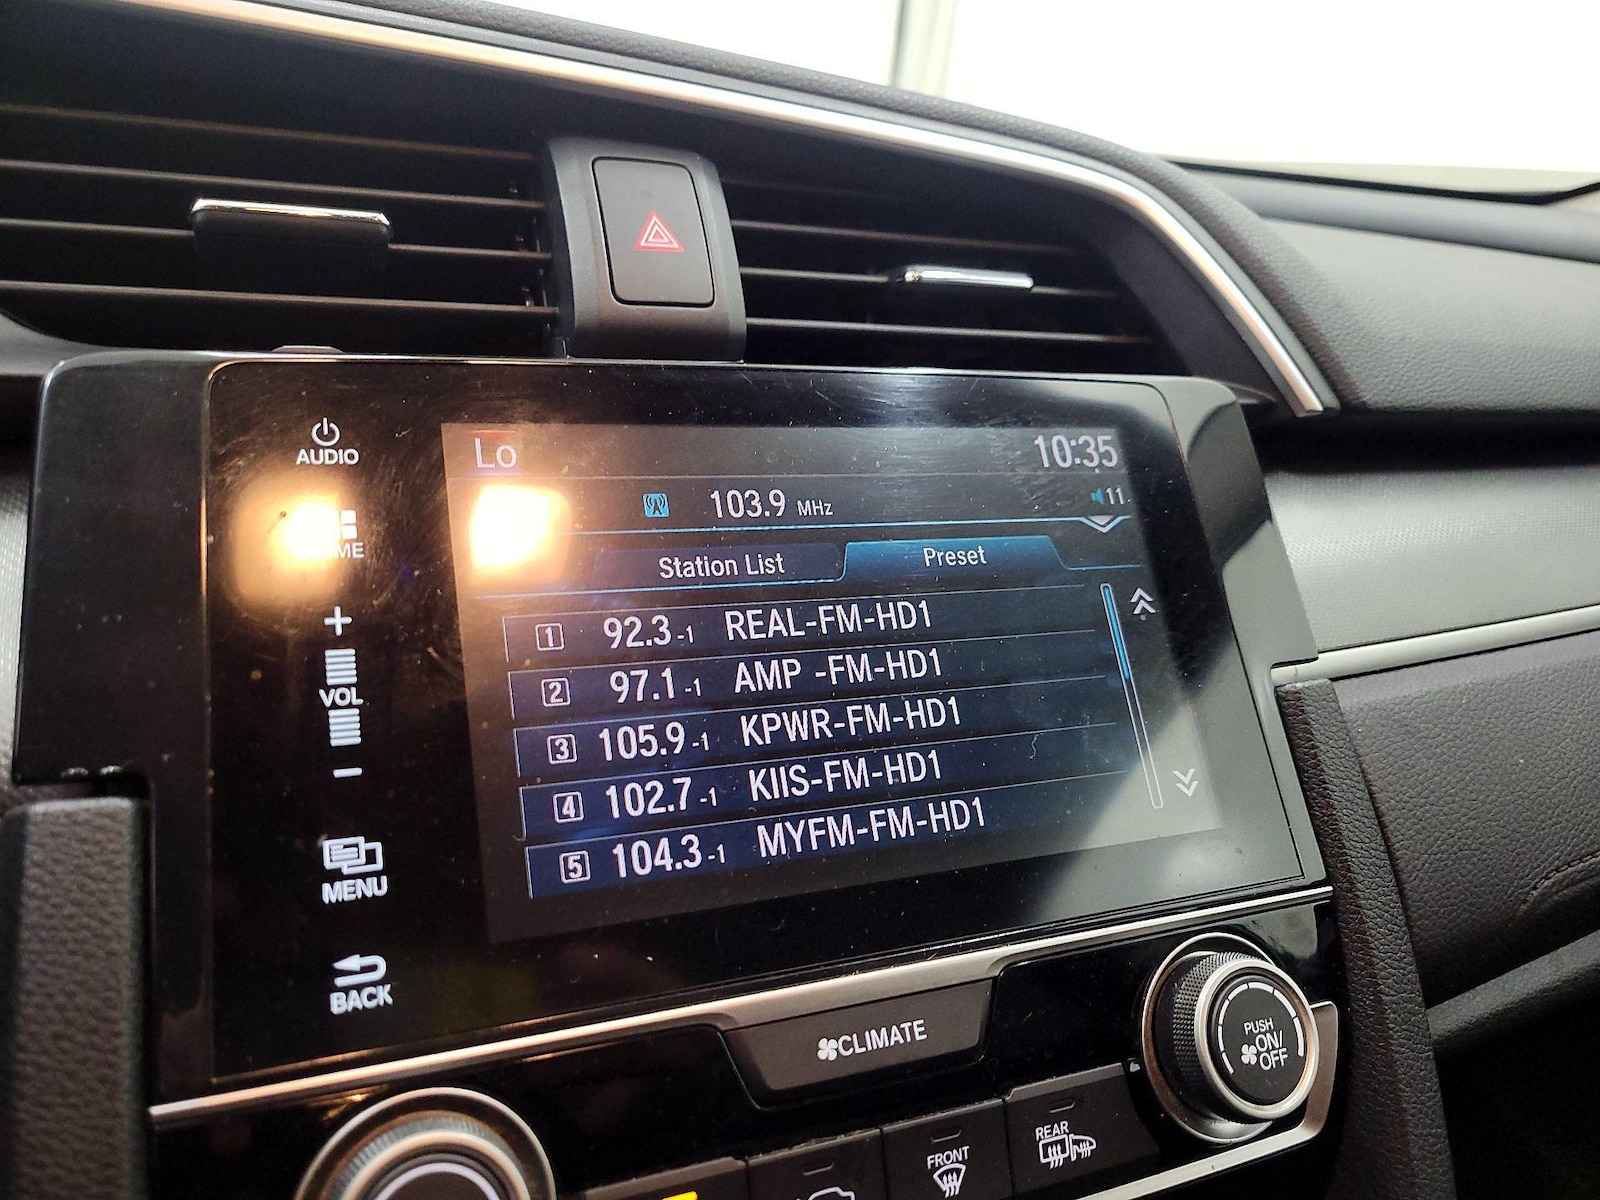 AUDIO
Lo
10:35
103.9 MHz
11
Station List
Preset
VOL
1 92.3-1 REAL-FM-HD1
2 97.1-1 AMP -FM-HD1
3 105.9-1 KPWR-FM-HD1
4 102.7-1 KIIS-FM-HD1
5 104.3-1 MYFM-FM-HD1
+
-
MENU
BACK
CLIMATE
PUSH
ON/
OFF
FRONT
REAR